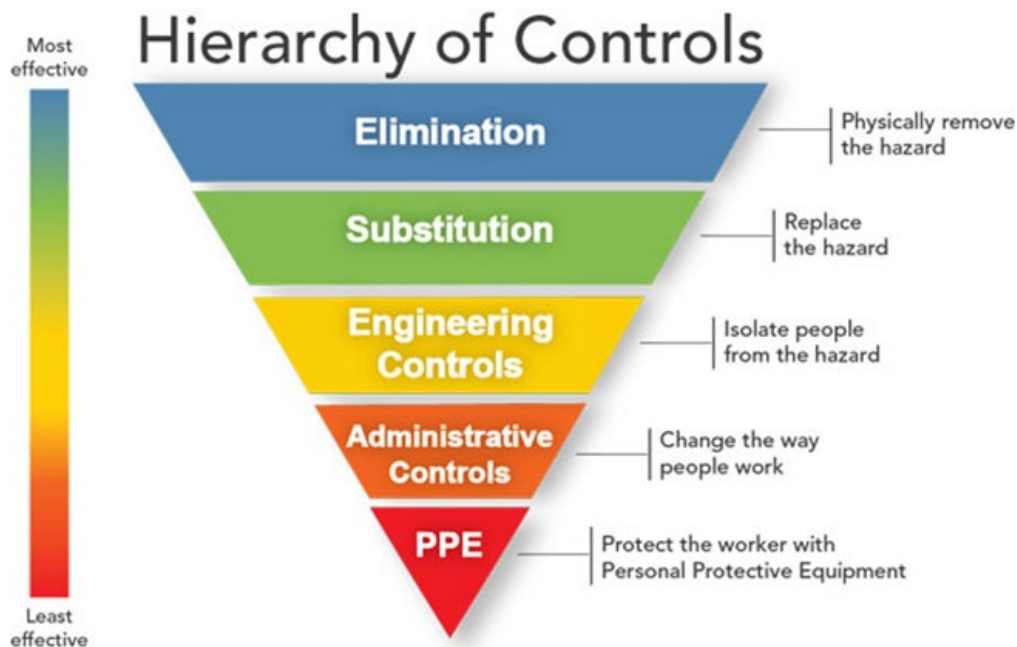 Hierarchy of Controls
Most
effective
Elimination
Physically remove
the hazard
Substitution
Replace
the hazard
Engineering
Controls
Isolate people
from the hazard
Administrative
Controls
Change the way
people work
PPE
Protect the worker with
Personal Protective Equipment
Least
effective